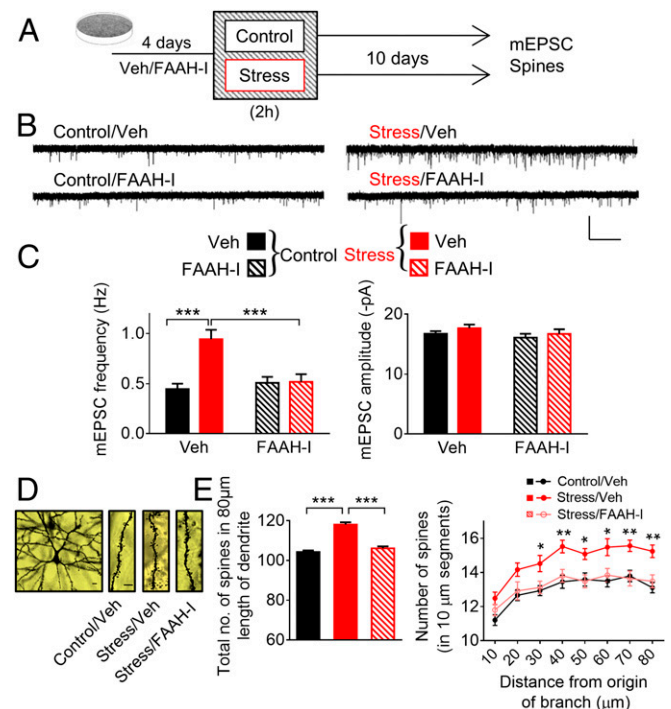 A
4 days
Veh/FAAH-I
Control
Stress
(2h)
10 days
mEPSC
Spines
B
Control/Veh
Stress/Veh
Control/FAAH-I
Stress/FAAH-I
C
Veh
FAAH-I
Control
Stress
Veh
FAAH-I
mEPSC frequency (Hz)
1.0
0.5
0.0
***
***
Veh
FAAH-I
mEPSC amplitude (-pA)
20
10
0
Veh
FAAH-I
D
Control/Veh
Stress/Veh
Stress/FAAH-I
E
Total no. of spines in 80μm
length of dendrite
120
100
80
60
***
***
Control/Veh
Stress/Veh
Stress/FAAH-I
Number of spines
(in 10 μm segments)
16
14
12
10
* ** * * ** **
10 20 30 40 50 60 70 80
Distance from origin
of branch (μm)